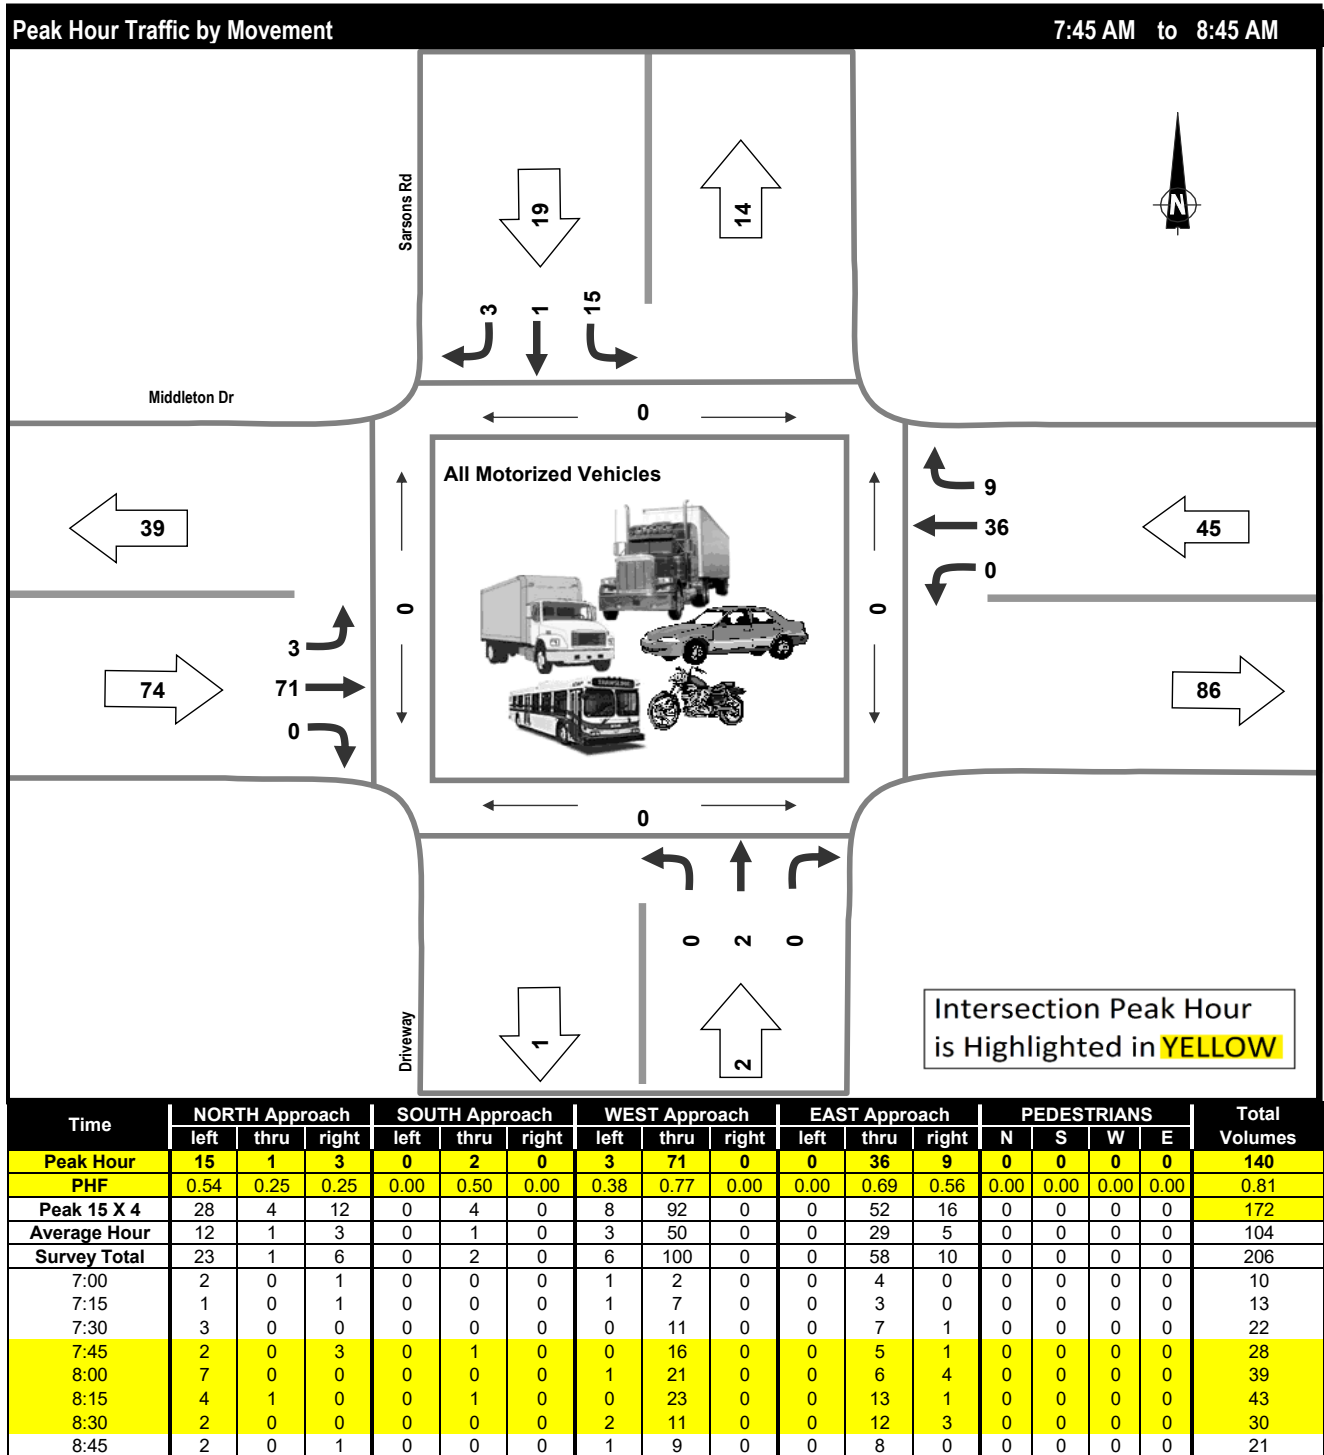 Peak Hour Traffic by Movement 7:45 AM to 8:45 AM
Sarsons Rd
19
14
N
3 1 15
Middleton Dr
0
All Motorized Vehicles
9
39
36
45
0
0
0
3
74
71
86
0
0
0 2 0
Driveway
1
2
Intersection Peak Hour
is Highlighted in YELLOW
Time NORTH Approach SOUTH Approach WEST Approach EAST Approach PEDESTRIANS Total
left thru right left thru right left thru right left thru right N S W E Volumes
Peak Hour 15 1 3 0 2 0 3 71 0 0 36 9 0 0 0 0 140
PHF 0.54 0.25 0.25 0.00 0.50 0.00 0.38 0.77 0.00 0.00 0.69 0.56 0.00 0.00 0.00 0.00 0.81
Peak 15 X 4 28 4 12 0 4 0 8 92 0 0 52 16 0 0 0 0 172
Average Hour 12 1 3 0 1 0 3 50 0 0 29 5 0 0 0 0 104
Survey Total 23 1 6 0 2 0 6 100 0 0 58 10 0 0 0 0 206
7:00 2 0 1 0 0 0 1 2 0 0 4 0 0 0 0 0 10
7:15 1 0 1 0 0 0 1 7 0 0 3 0 0 0 0 0 13
7:30 3 0 0 0 0 0 0 11 0 0 7 1 0 0 0 0 22
7:45 2 0 3 0 1 0 0 16 0 0 5 1 0 0 0 0 28
8:00 7 0 0 0 0 0 1 21 0 0 6 4 0 0 0 0 39
8:15 4 1 0 0 1 0 0 23 0 0 13 1 0 0 0 0 43
8:30 2 0 0 0 0 0 2 11 0 0 12 3 0 0 0 0 30
8:45 2 0 1 0 0 0 1 9 0 0 8 0 0 0 0 0 21